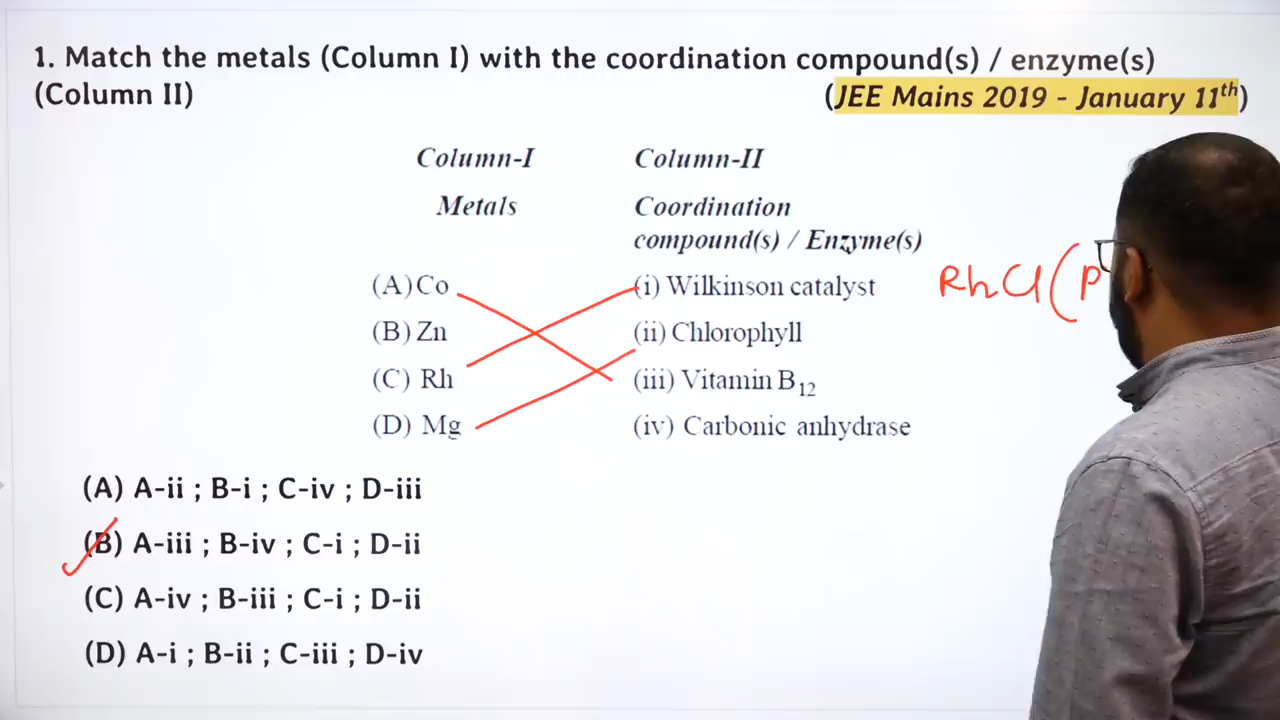 1. Match the metals (Column I) with the coordination compound(s) / enzyme(s)
(Column II) (JEE Mains 2019 - January 11th)
Column-I Column-II
Metals Coordination
compound(s) / Enzyme(s)
(A) Co (i) Wilkinson catalyst RhCl(P
(B) Zn (ii) Chlorophyll
(C) Rh (iii) Vitamin B12
(D) Mg (iv) Carbonic anhydrase
(A) A-ii ; B-i ; C-iv ; D-iii
(B) A-iii ; B-iv ; C-i ; D-ii
(C) A-iv ; B-iii ; C-i ; D-ii
(D) A-i ; B-ii ; C-iii ; D-iv